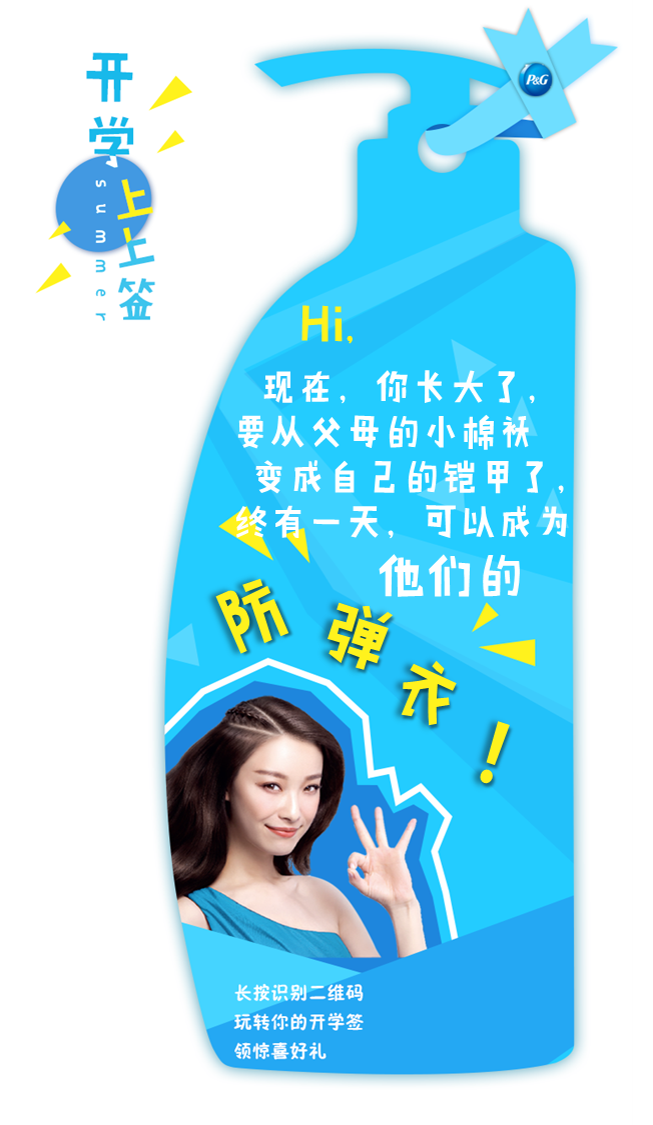 开学
上上签
summer
P&G
Hi,
现在，你长大了，
要从父母的小棉袄
变成自己的铠甲了，
终有一天，可以成为
他们的
防弹衣！
长按识别二维码
玩转你的开学签
领惊喜好礼